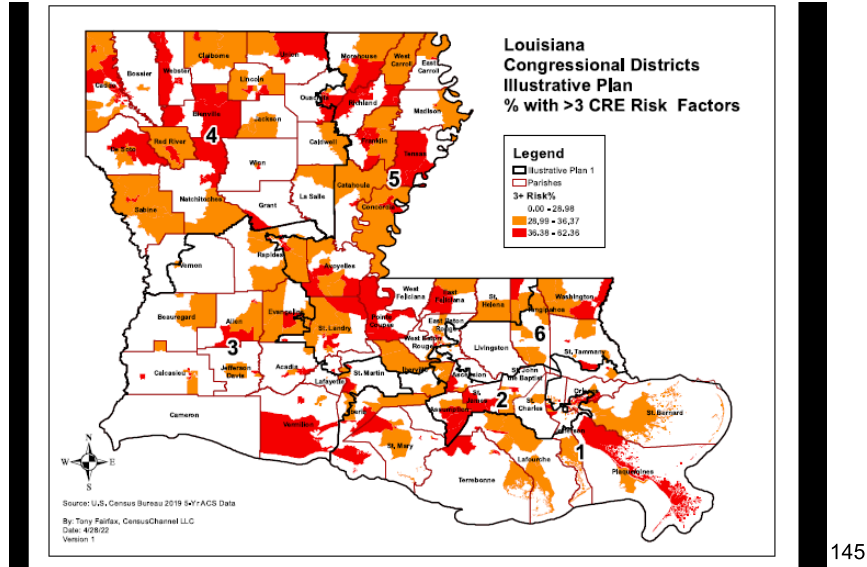 Louisiana
Congressional Districts
Illustrative Plan
% with >3 CRE Risk Factors
Legend
Illustrative Plan 1
Parishes
3+ Risk%
0.00 - 28.98
28.99 - 36.37
36.38 - 62.36
Claiborne
Union
Morehouse
West
Carroll
East
Carroll
Bossier
Webster
Lincoln
Richland
Madison
Jackson
4
Red River
Caldwell
Franklin
Tensas
De Soto
Winn
5
Catahoula
Sabine
Natchitoches
La Salle
Grant
Concordia
Vernon
Rapides
Avoyelles
West
Feliciana
East
Feliciana
St.
Helena
Washington
Tangipahoa
Beauregard
Allen
Evangeline
St. Landry
Pointe
Coupee
East Baton
Rouge
6
West Baton
Rouge
Livingston
St. Tammany
3
Calcasieu
Jefferson
Davis
Acadia
Lafayette
St. Martin
Iberville
Ascension
St. John
the Baptist
Cameron
Vermilion
Iberia
Assumption
St.
James
2
St.
Charles
St. Bernard
St. Mary
Lafourche
1
Terrebonne
Plaquemines
N
W
E
S
Source: U.S. Census Bureau 2019 5-Yr ACS Data
By: Tony Fairfax, CensusChannel LLC
Date: 4/28/22
Version 1
145